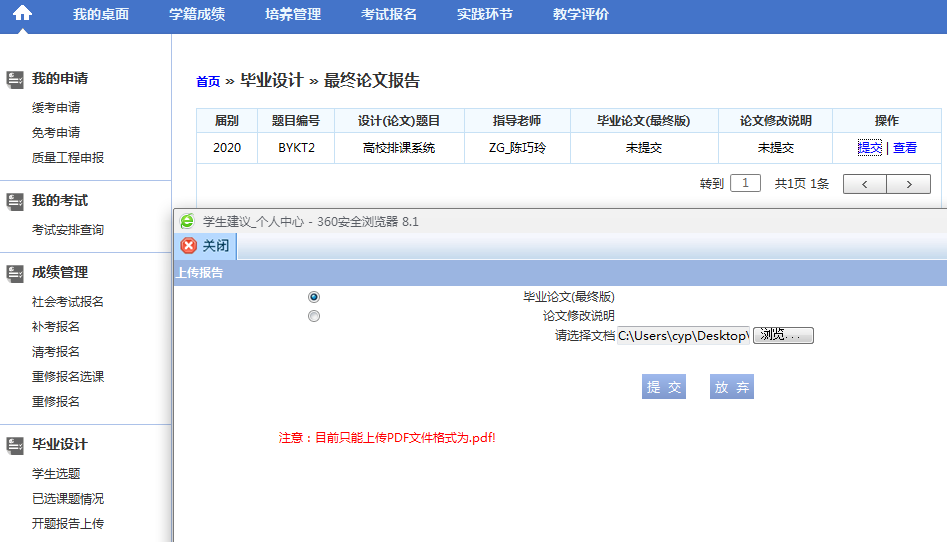 我的桌面 学籍成绩 培养管理 考试报名 实践环节 教学评价
我的申请
缓考申请
免考申请
质量工程申报
我的考试
考试安排查询
成绩管理
社会考试报名
补考报名
清考报名
重修报名选课
重修报名
毕业设计
学生选题
已选课题情况
开题报告上传
首页 » 毕业设计 » 最终论文报告
届别 题目编号 设计(论文)题目 指导老师 毕业论文(最终版) 论文修改说明 操作
2020 BYKT2 高校排课系统 ZG_陈巧玲 未提交 未提交 提交 | 查看
转到 1 共1页 1条 < >
学生建议_个人中心 - 360安全浏览器 8.1
关闭
上传报告
毕业论文(最终版)
论文修改说明
请选择文档 C:\Users\cyp\Desktop\ 浏览...
提 交 放 弃
注意：目前只能上传PDF文件格式为.pdf!